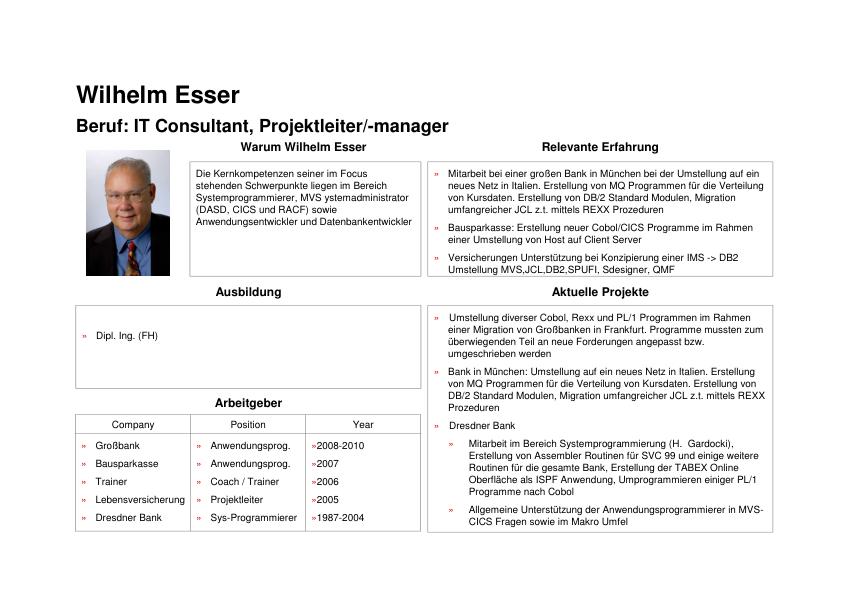 Wilhelm Esser
Beruf: IT Consultant, Projektleiter/-manager
Warum Wilhelm Esser
Die Kernkompetenzen seiner im Focus
stehenden Schwerpunkte liegen im Bereich
Systemprogrammierer, MVS ystemadministrator
(DASD, CICS und RACF) sowie
Anwendungsentwickler und Datenbankentwickler
Relevante Erfahrung
» Mitarbeit bei einer großen Bank in München bei der Umstellung auf ein
neues Netz in Italien. Erstellung von MQ Programmen für die Verteilung
von Kursdaten. Erstellung von DB/2 Standard Modulen, Migration
umfangreicher JCL z.t. mittels REXX Prozeduren
» Bausparkasse: Erstellung neuer Cobol/CICS Programme im Rahmen
einer Umstellung von Host auf Client Server
» Versicherungen Unterstützung bei Konzipierung einer IMS -> DB2
Umstellung MVS,JCL,DB2,SPUFI, Sdesigner, QMF
Ausbildung
» Dipl. Ing. (FH)
Arbeitgeber
Company Position Year
» Großbank » Anwendungsprog. »2008-2010
» Bausparkasse » Anwendungsprog. »2007
» Trainer » Coach / Trainer »2006
» Lebensversicherung » Projektleiter »2005
» Dresdner Bank » Sys-Programmierer »1987-2004
Aktuelle Projekte
» Umstellung diverser Cobol, Rexx und PL/1 Programmen im Rahmen
einer Migration von Großbanken in Frankfurt. Programme mussten zum
überwiegenden Teil an neue Forderungen angepasst bzw.
umgeschrieben werden
» Bank in München: Umstellung auf ein neues Netz in Italien. Erstellung
von MQ Programmen für die Verteilung von Kursdaten. Erstellung von
DB/2 Standard Modulen, Migration umfangreicher JCL z.t. mittels REXX
Prozeduren
» Dresdner Bank
» Mitarbeit im Bereich Systemprogrammierung (H. Gardocki),
Erstellung von Assembler Routinen für SVC 99 und einige weitere
Routinen für die gesamte Bank, Erstellung der TABEX Online
Oberfläche als ISPF Anwendung, Umprogrammieren einiger PL/1
Programme nach Cobol
» Allgemeine Unterstützung der Anwendungsprogrammierer in MVS-
CICS Fragen sowie im Makro Umfel